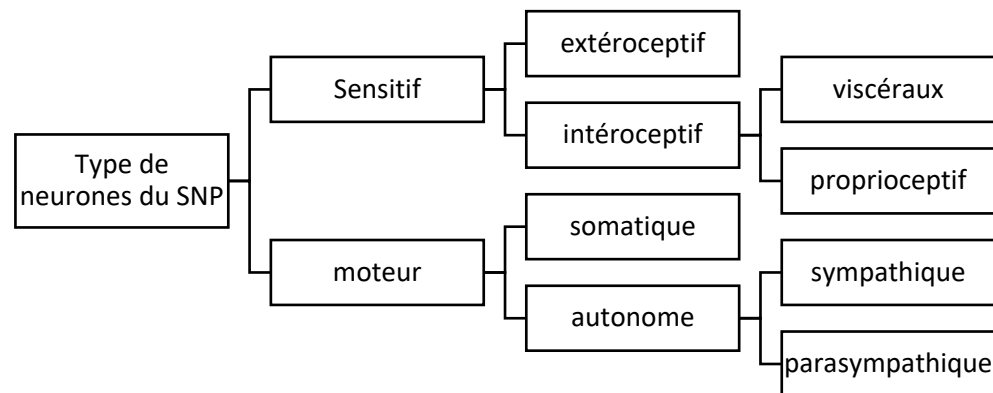 Type de
neurones du SNP
Sensitif
extéroceptif
intéroceptif
viscéraux
proprioceptif
moteur
somatique
autonome
sympathique
parasympathique